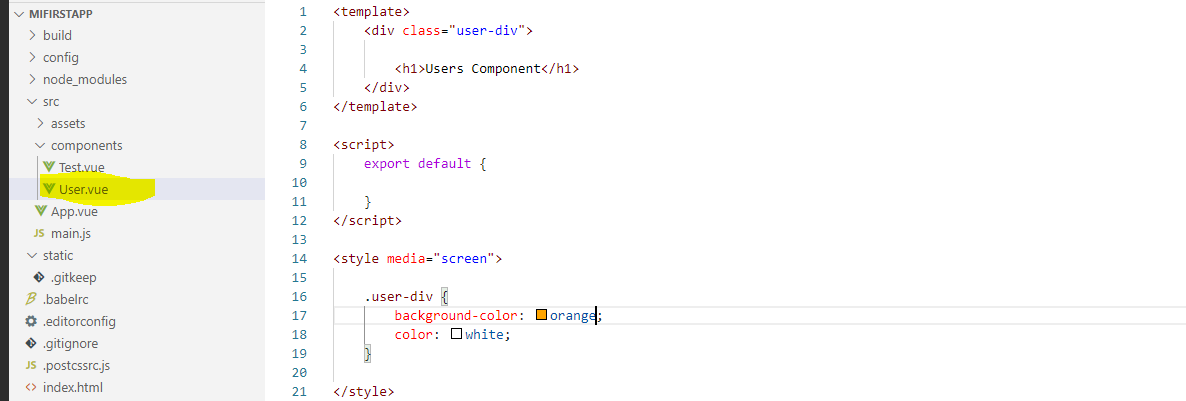 MIFIRSTAPP
build
config
node_modules
src
assets
components
Test.vue
User.vue
App.vue
JS main.js
static
.gitkeep
.babelrc
.editorconfig
.gitignore
JS .postcssrc.js
<> index.html
1 <template>
2 <div class="user-div">
3
4 <h1>Users Component</h1>
5 </div>
6 </template>
7
8 <script>
9 export default {
10
11 }
12 </script>
13
14 <style media="screen">
15
16 .user-div {
17 background-color: orange;
18 color: white;
19 }
20
21 </style>